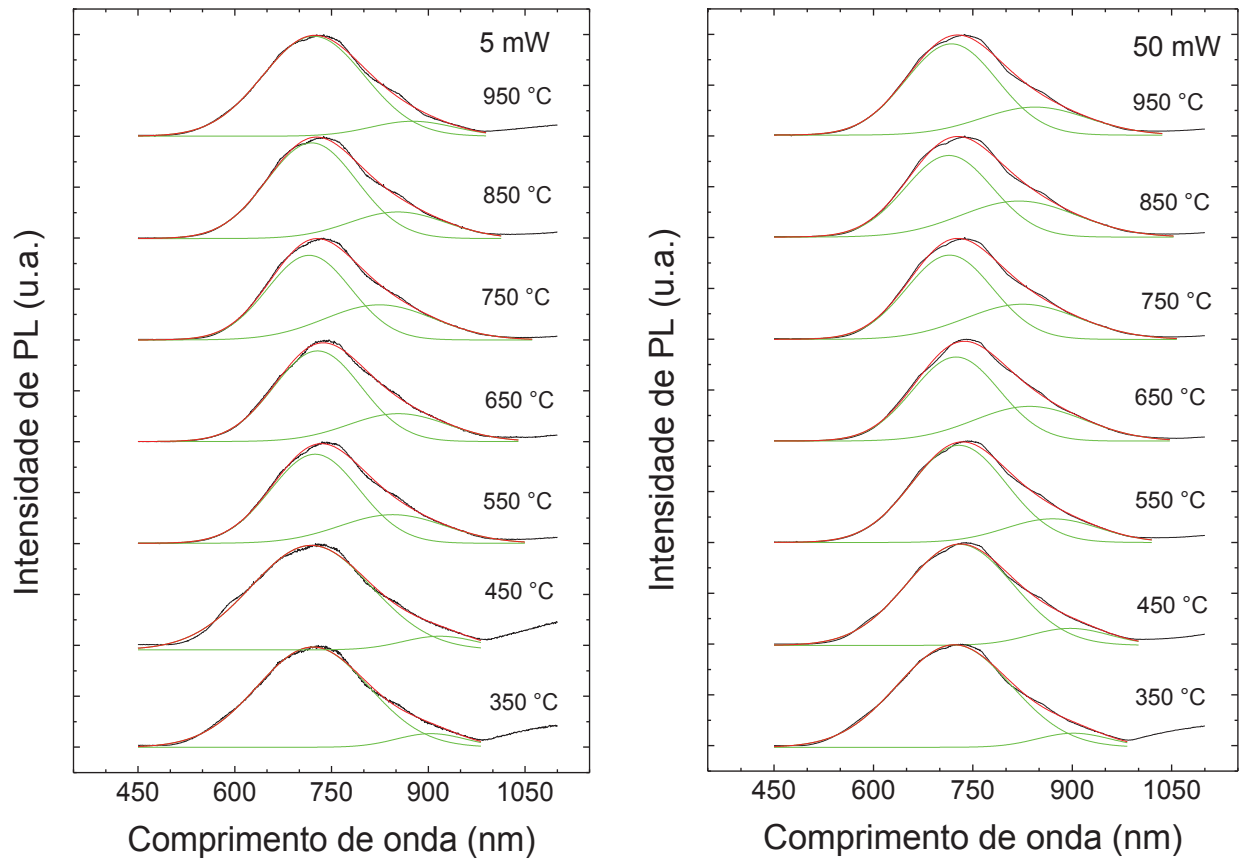 5 mW
950 °C
850 °C
750 °C
650 °C
550 °C
450 °C
350 °C
Intensidade de PL (u.a.)
450 600 750 900 1050
Comprimento de onda (nm)
50 mW
950 °C
850 °C
750 °C
650 °C
550 °C
450 °C
350 °C
Intensidade de PL (u.a.)
450 600 750 900 1050
Comprimento de onda (nm)